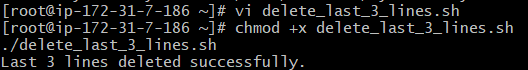 [root@ip-172-31-7-186 ~]# vi delete_last_3_lines.sh
[root@ip-172-31-7-186 ~]# chmod +x delete_last_3_lines.sh
./delete_last_3_lines.sh
Last 3 lines deleted successfully.